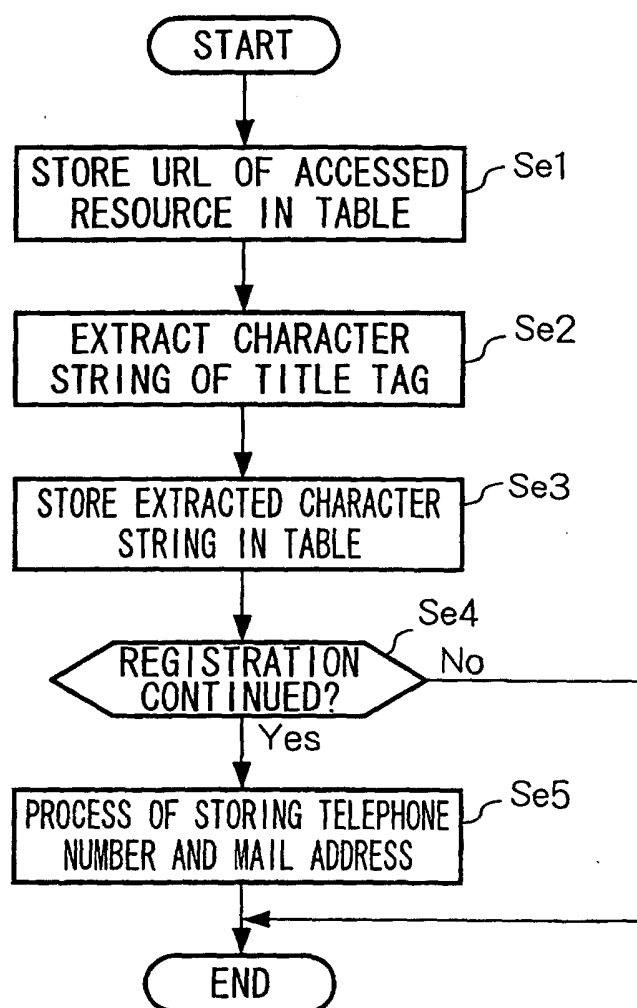 START
STORE URL OF ACCESSED
RESOURCE IN TABLE
Se1
EXTRACT CHARACTER
STRING OF TITLE TAG
Se2
STORE EXTRACTED CHARACTER
STRING IN TABLE
Se3
REGISTRATION
CONTINUED?
Se4
No
Yes
PROCESS OF STORING TELEPHONE
NUMBER AND MAIL ADDRESS
Se5
END